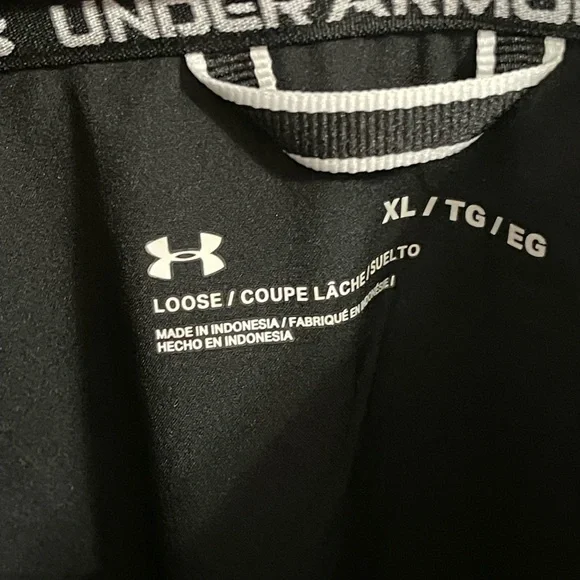 UNDER ARMOUR
XL / TG / EG
LOOSE / COUPE LÂCHE / SUELTO
MADE IN INDONESIA / FABRIQUÉ EN INDONÉSIE /
HECHO EN INDONESIA